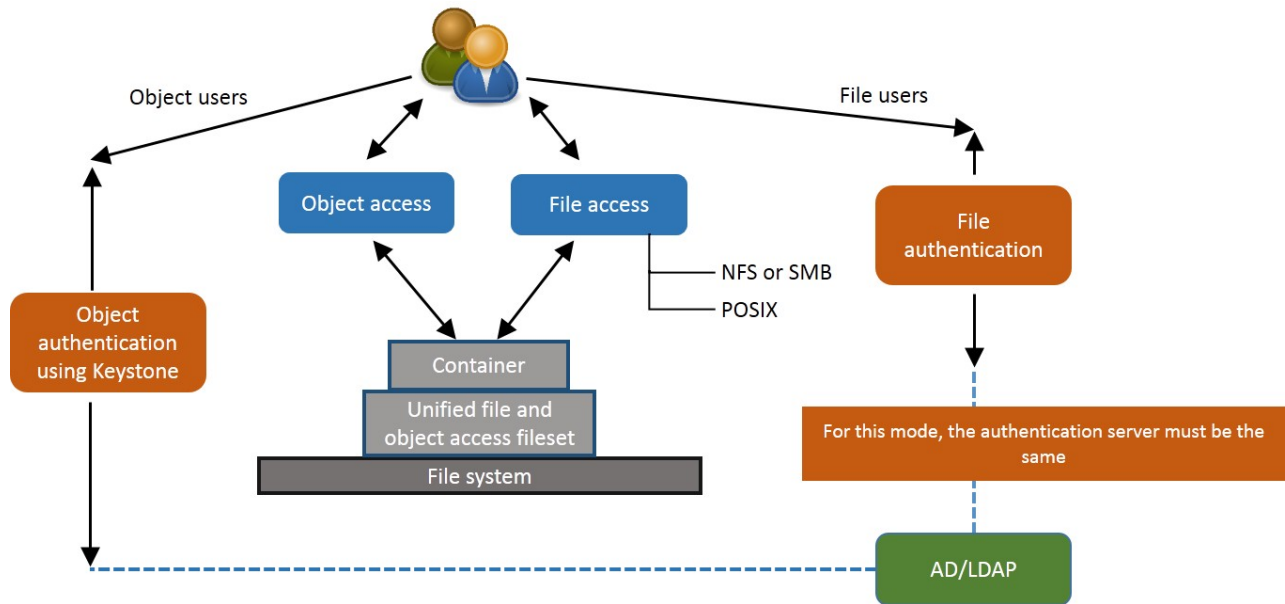 Object users
File users
Object access
File access
File
authentication
NFS or SMB
POSIX
Object
authentication
using Keystone
Container
Unified file and
object access fileset
File system
For this mode, the authentication server must be the
same
AD/LDAP